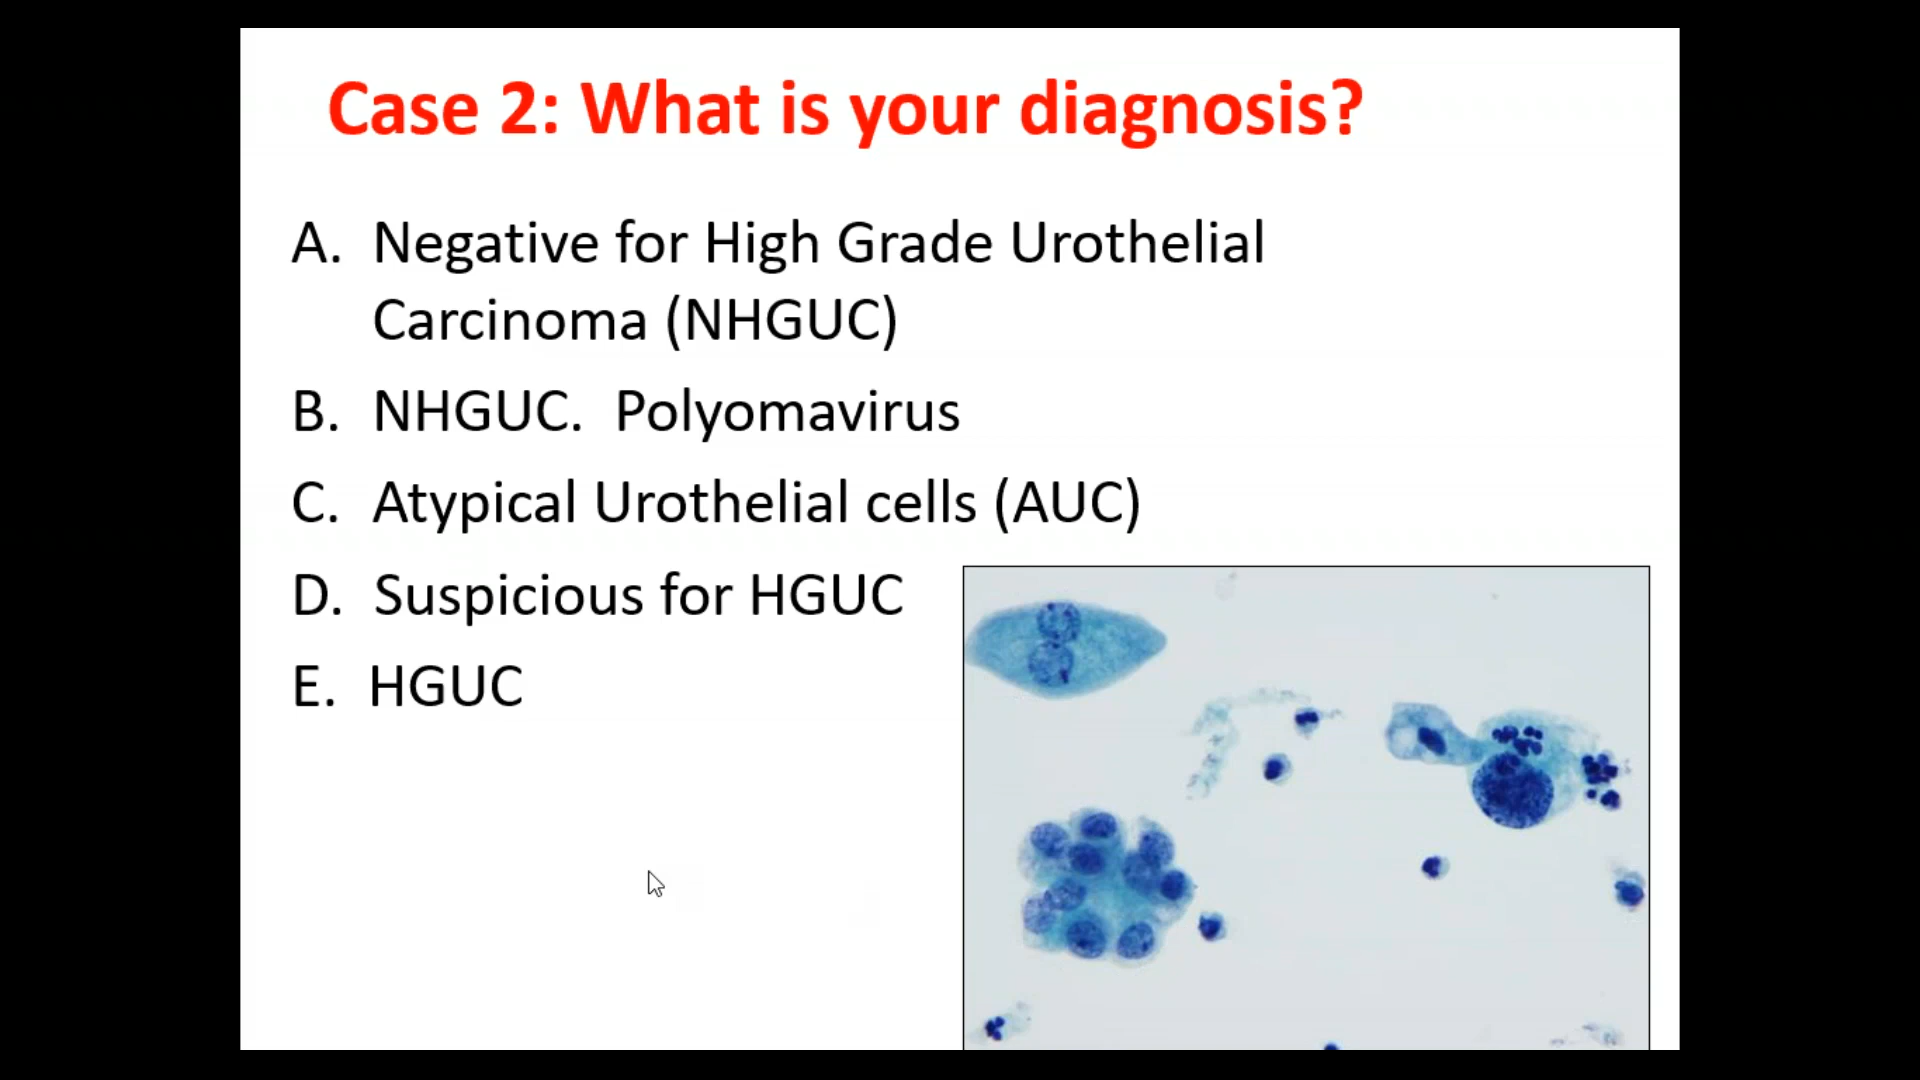 Case 2: What is your diagnosis?
A. Negative for High Grade Urothelial
Carcinoma (NHGUC)
B. NHGUC. Polyomavirus
C. Atypical Urothelial cells (AUC)
D. Suspicious for HGUC
E. HGUC